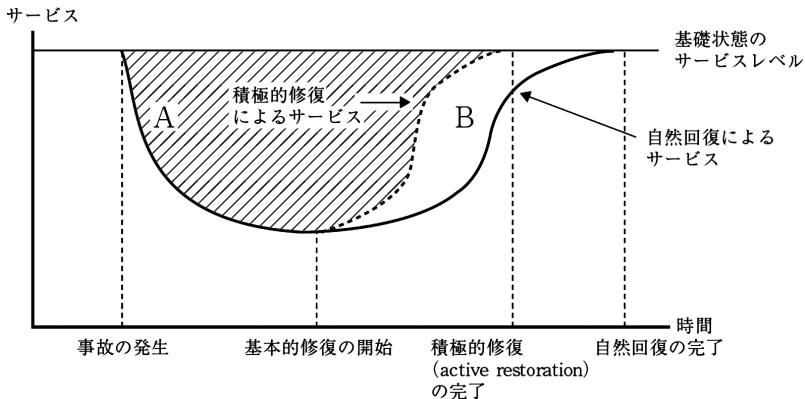 サービス
基礎状態の
サービスレベル
積極的修復
によるサービス
A
B
自然回復による
サービス
時間
事故の発生
基本的修復の開始
積極的修復
(active restoration)
の完了
自然回復の完了